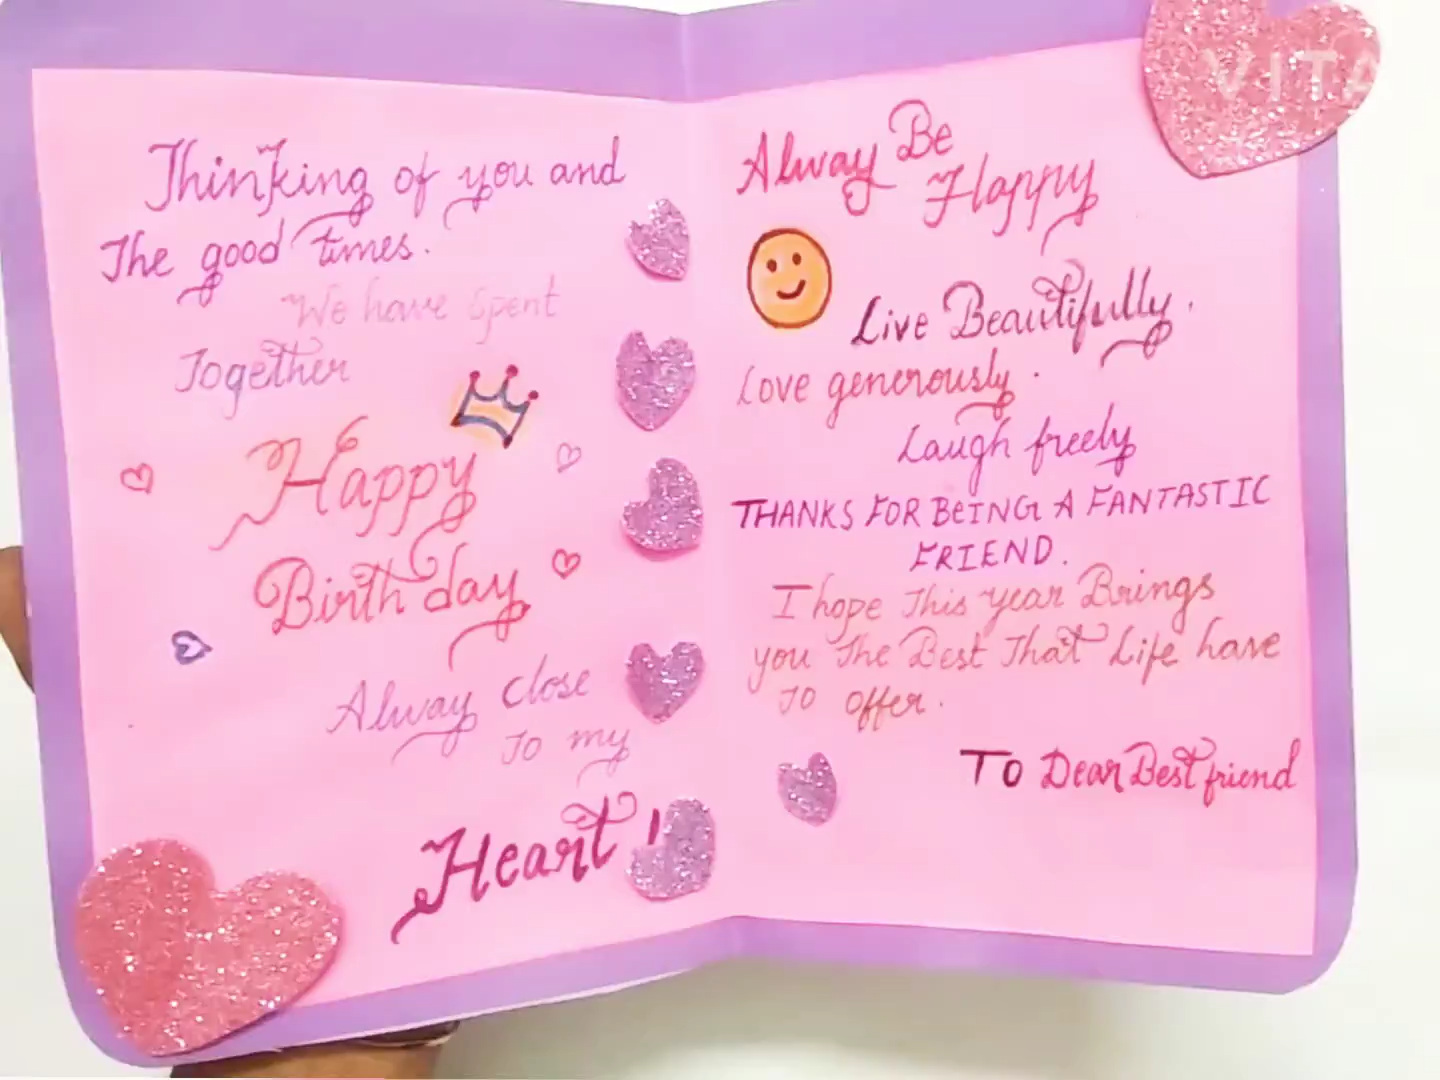 Thinking of you and
The good times.
We have spent
Together
Happy
Birthday
Alway close
To my
Heart!
Alway Be
Happy
Live Beautifully.
Love generously.
Laugh freely
THANKS FOR BEING A FANTASTIC
FRIEND.
I hope This year Brings
you The Best That Life have
To offer.
TO Dear Best friend
VITA